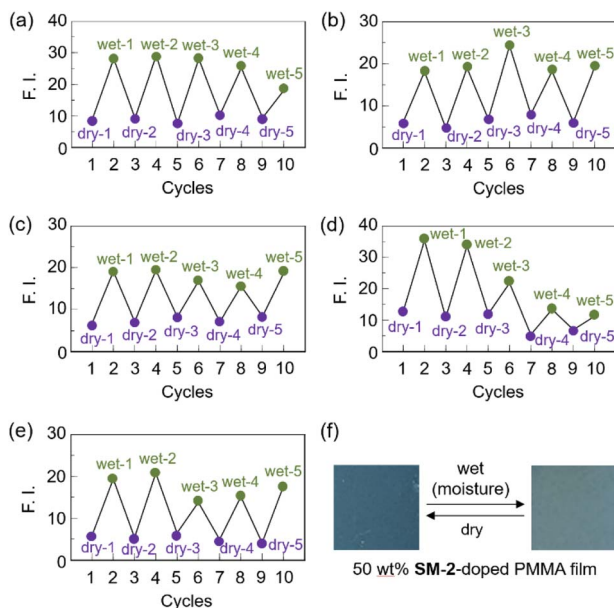 (a)
40
30
20
10
0
F. I.
wet-1 wet-2 wet-3 wet-4 wet-5
dry-1 dry-2 dry-3 dry-4 dry-5
1 2 3 4 5 6 7 8 9 10
Cycles
(b)
30
20
10
0
F. I.
wet-1 wet-2 wet-3 wet-4 wet-5
dry-1 dry-2 dry-3 dry-4 dry-5
1 2 3 4 5 6 7 8 9 10
Cycles
(c)
30
20
10
0
F. I.
wet-1 wet-2 wet-3 wet-4 wet-5
dry-1 dry-2 dry-3 dry-4 dry-5
1 2 3 4 5 6 7 8 9 10
Cycles
(d)
40
30
20
10
0
F. I.
wet-1 wet-2 wet-3 wet-4 wet-5
dry-1 dry-2 dry-3 dry-4 dry-5
1 2 3 4 5 6 7 8 9 10
Cycles
(e)
30
20
10
0
F. I.
wet-1 wet-2 wet-3 wet-4 wet-5
dry-1 dry-2 dry-3 dry-4 dry-5
1 2 3 4 5 6 7 8 9 10
Cycles
(f)
wet
(moisture)
dry
50 wt% SM-2-doped PMMA film